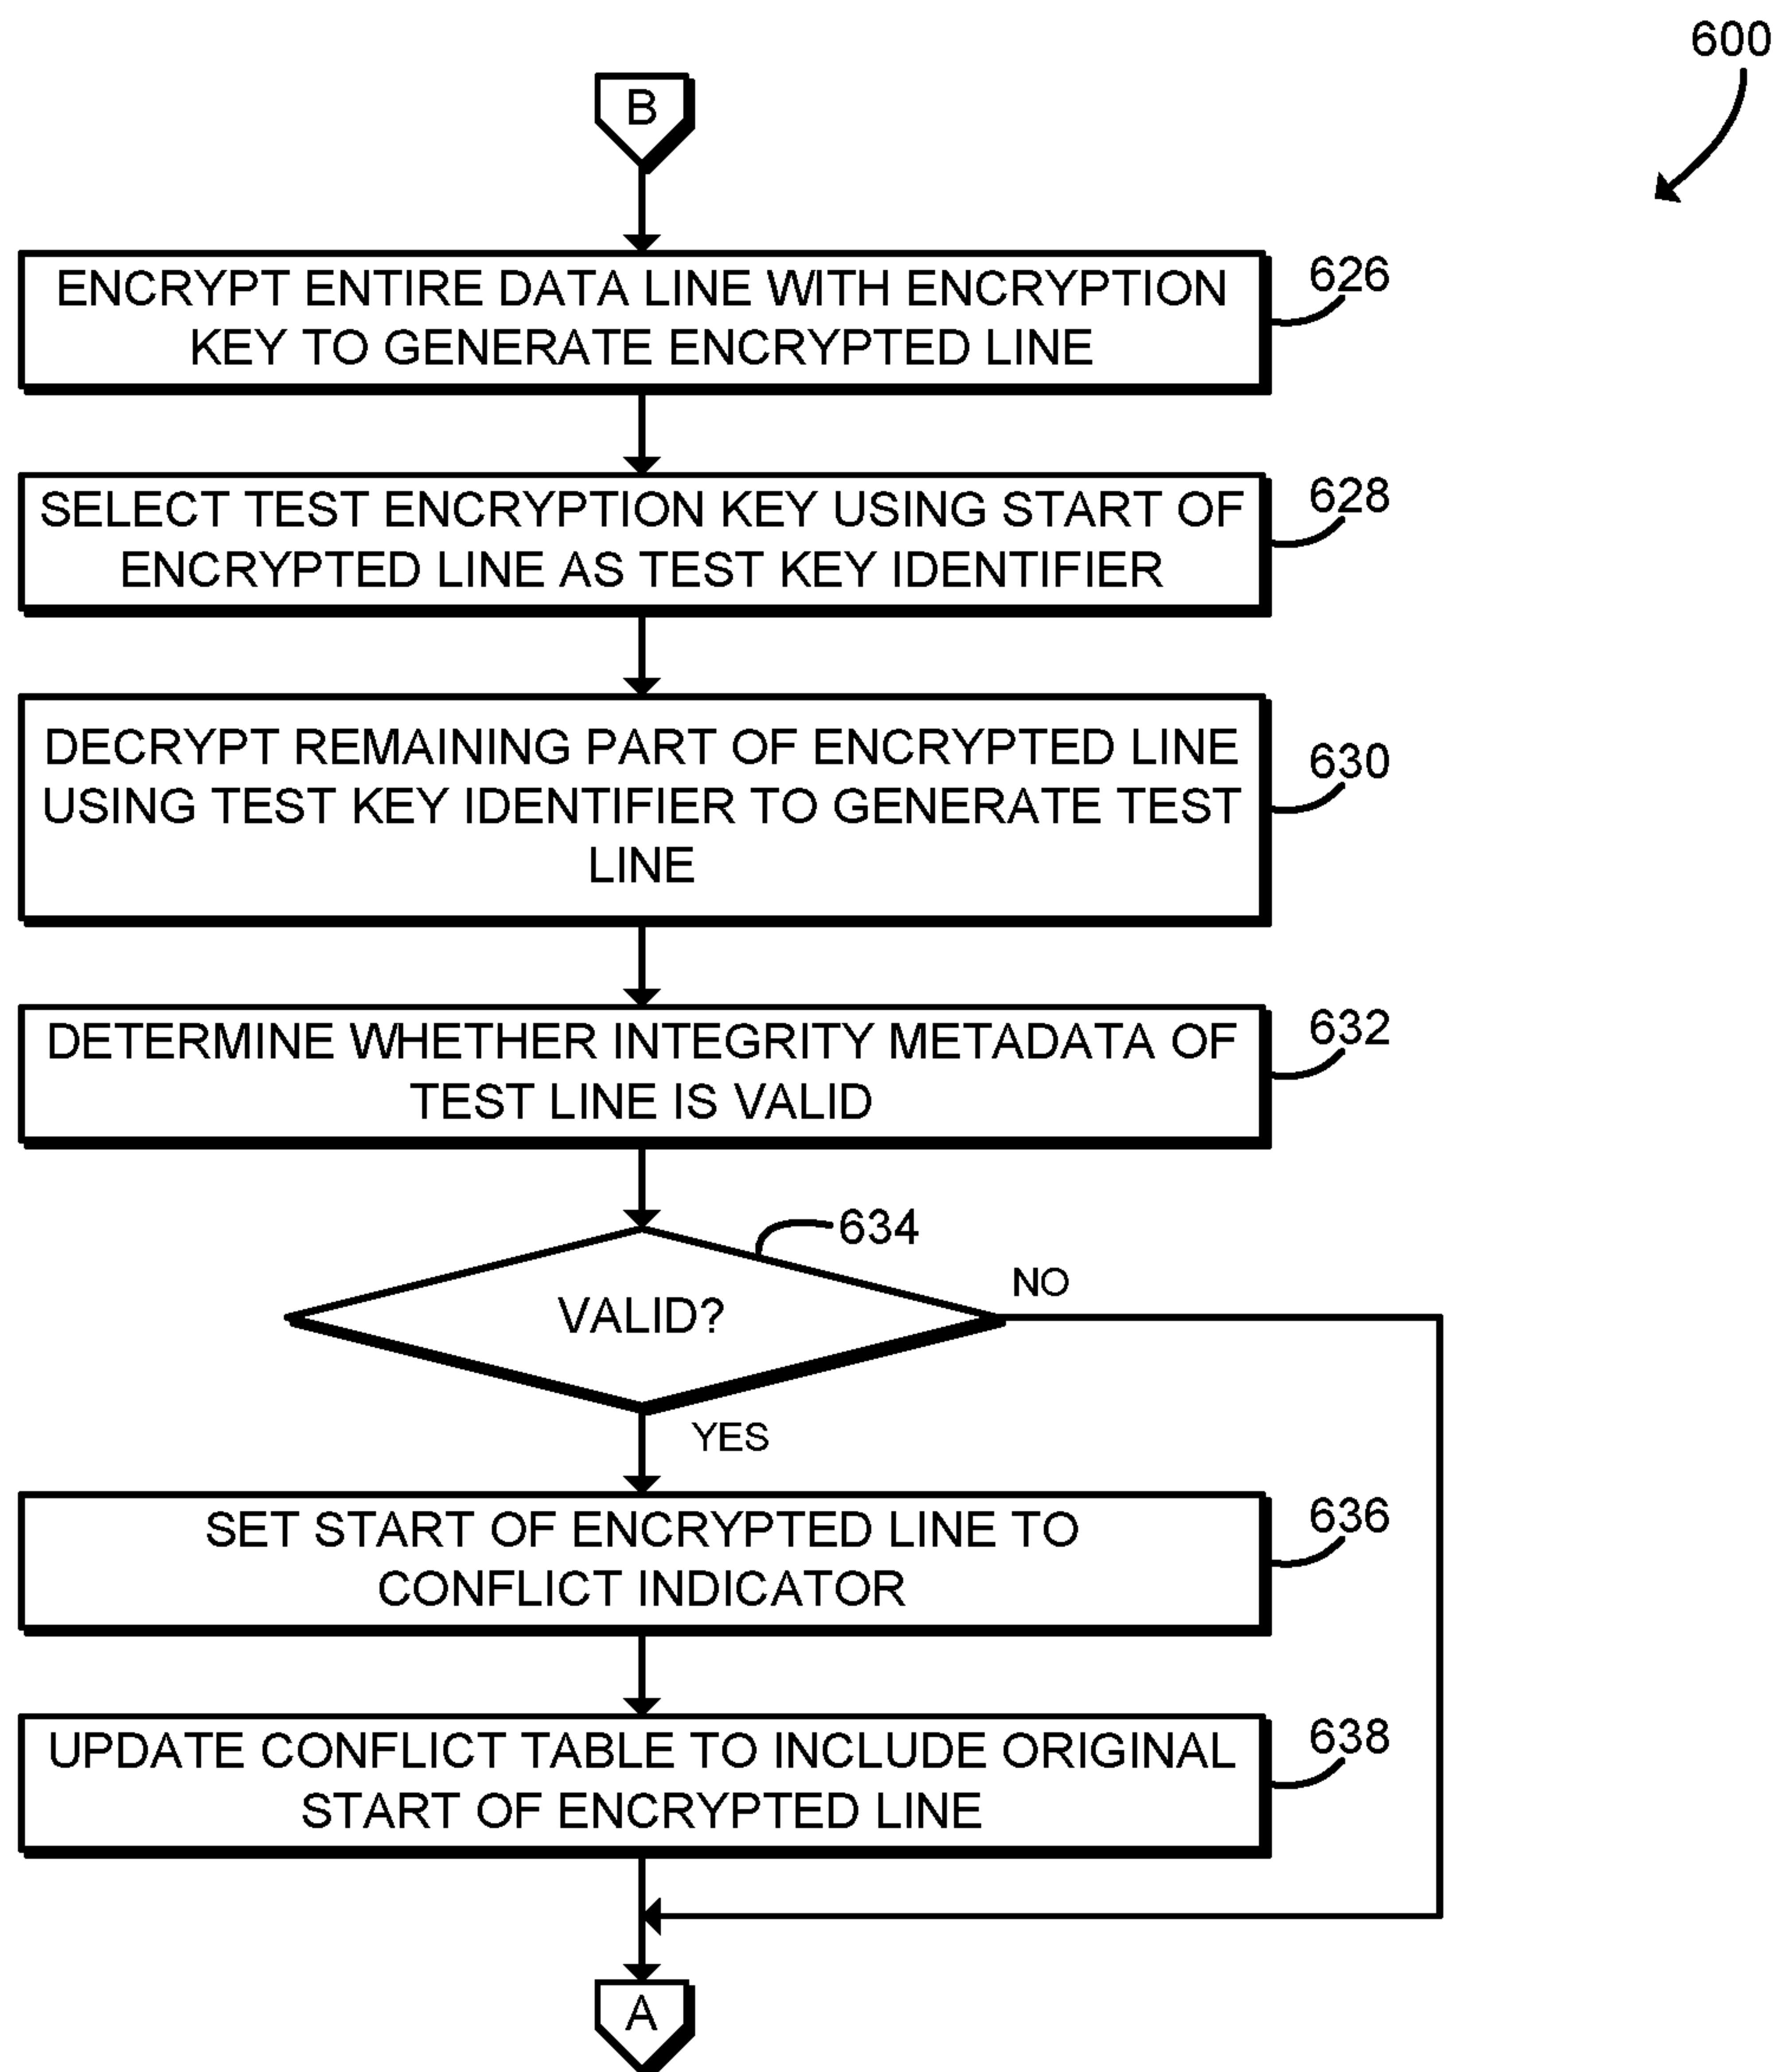 600
B
ENCRYPT ENTIRE DATA LINE WITH ENCRYPTION
KEY TO GENERATE ENCRYPTED LINE
626
SELECT TEST ENCRYPTION KEY USING START OF
ENCRYPTED LINE AS TEST KEY IDENTIFIER
628
DECRYPT REMAINING PART OF ENCRYPTED LINE
USING TEST KEY IDENTIFIER TO GENERATE TEST
LINE
630
DETERMINE WHETHER INTEGRITY METADATA OF
TEST LINE IS VALID
632
634
VALID?
NO
YES
SET START OF ENCRYPTED LINE TO
CONFLICT INDICATOR
636
UPDATE CONFLICT TABLE TO INCLUDE ORIGINAL
START OF ENCRYPTED LINE
638
A